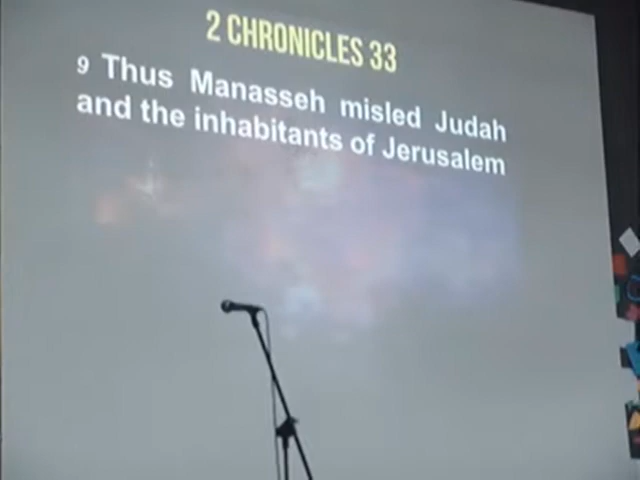 2 CHRONICLES 33
9 Thus Manasseh misled Judah
and the inhabitants of Jerusalem